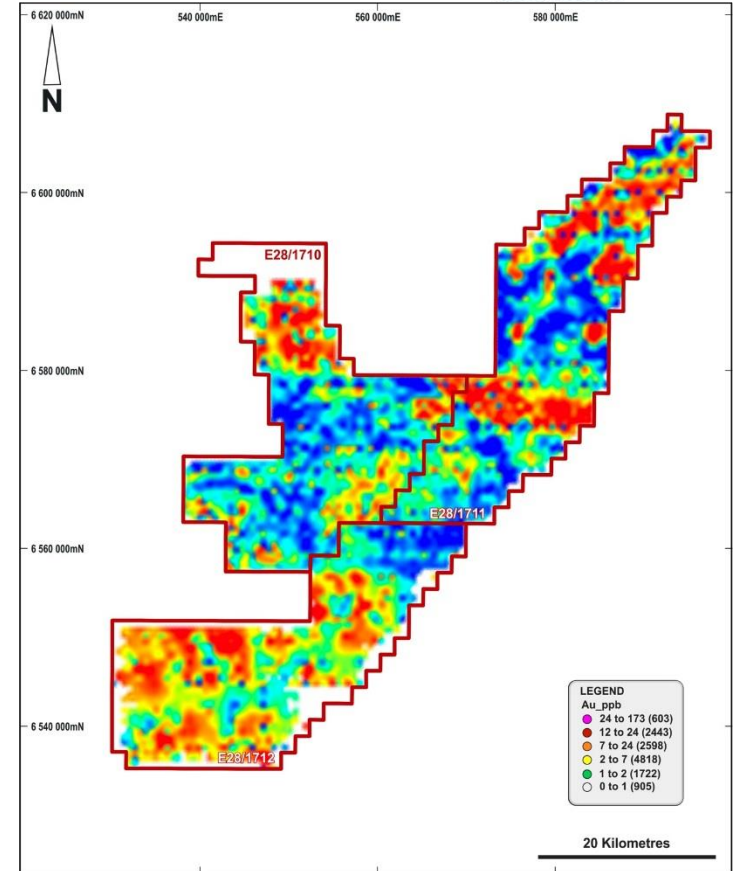 540 000mE 560 000mE 580 000mE
6 620 000mN
N
6 600 000mN
E28/1710
6 580 000mN
E28/1711
6 560 000mN
6 540 000mN
E28/1712
LEGEND
Au_ppb
24 to 173 (603)
12 to 24 (2443)
7 to 24 (2598)
2 to 7 (4818)
1 to 2 (1722)
0 to 1 (905)
20 Kilometres